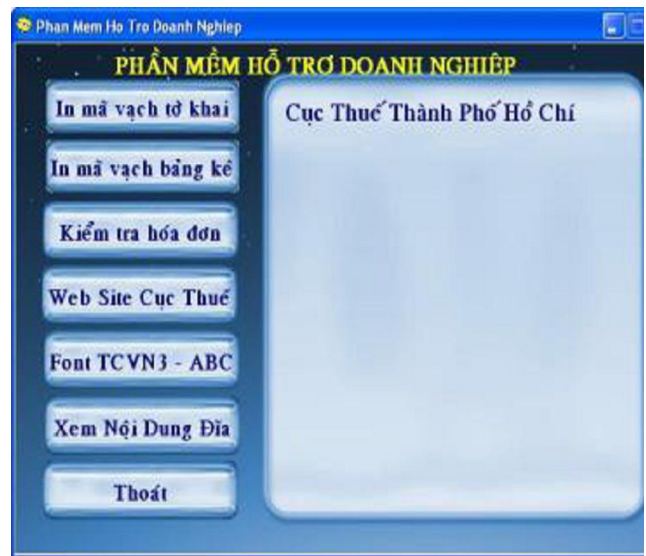 Phan Mem Ho Tro Doanh Nghiep
PHẦN MỀM HỖ TRỢ DOANH NGHIỆP
In mã vạch tờ khai
In mã vạch bảng kê
Kiểm tra hóa đơn
Web Site Cục Thuế
Font TCVN3 - ABC
Xem Nội Dung Đĩa
Thoát
Cục Thuế Thành Phố Hồ Chí